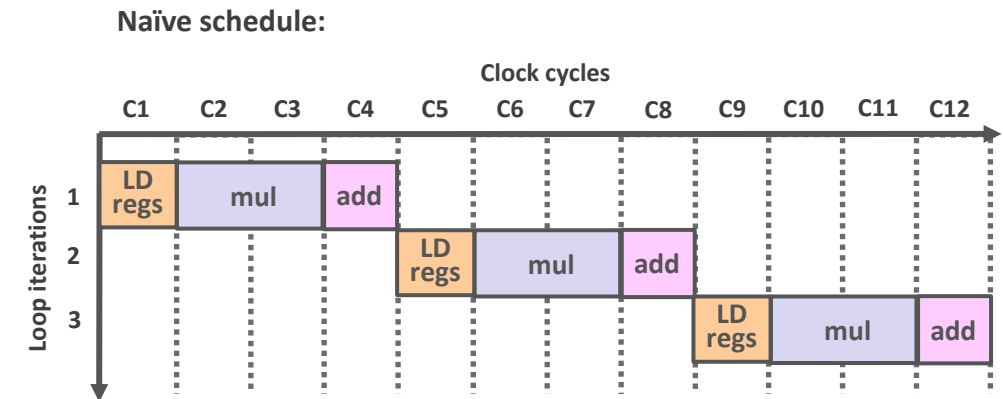 Naïve schedule:
Clock cycles
C1 C2 C3 C4 C5 C6 C7 C8 C9 C10 C11 C12
Loop iterations
1
LD
regs
mul
add
2
LD
regs
mul
add
3
LD
regs
mul
add